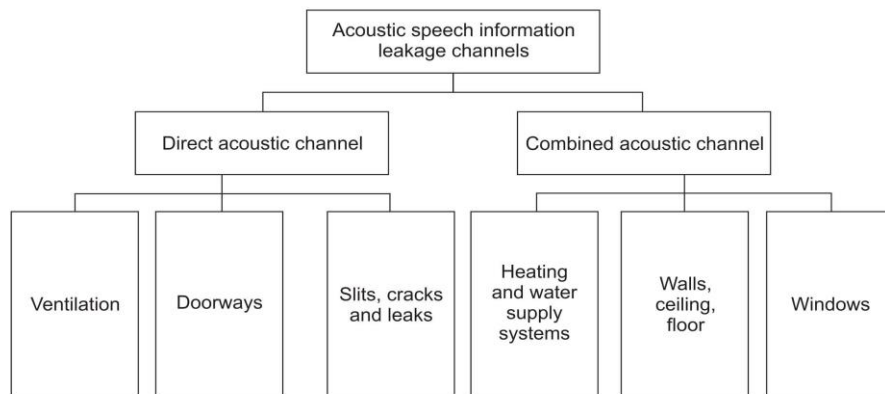 Acoustic speech information
leakage channels
Direct acoustic channel
Combined acoustic channel
Ventilation
Doorways
Slits, cracks
and leaks
Heating
and water
supply
systems
Walls,
ceiling,
floor
Windows